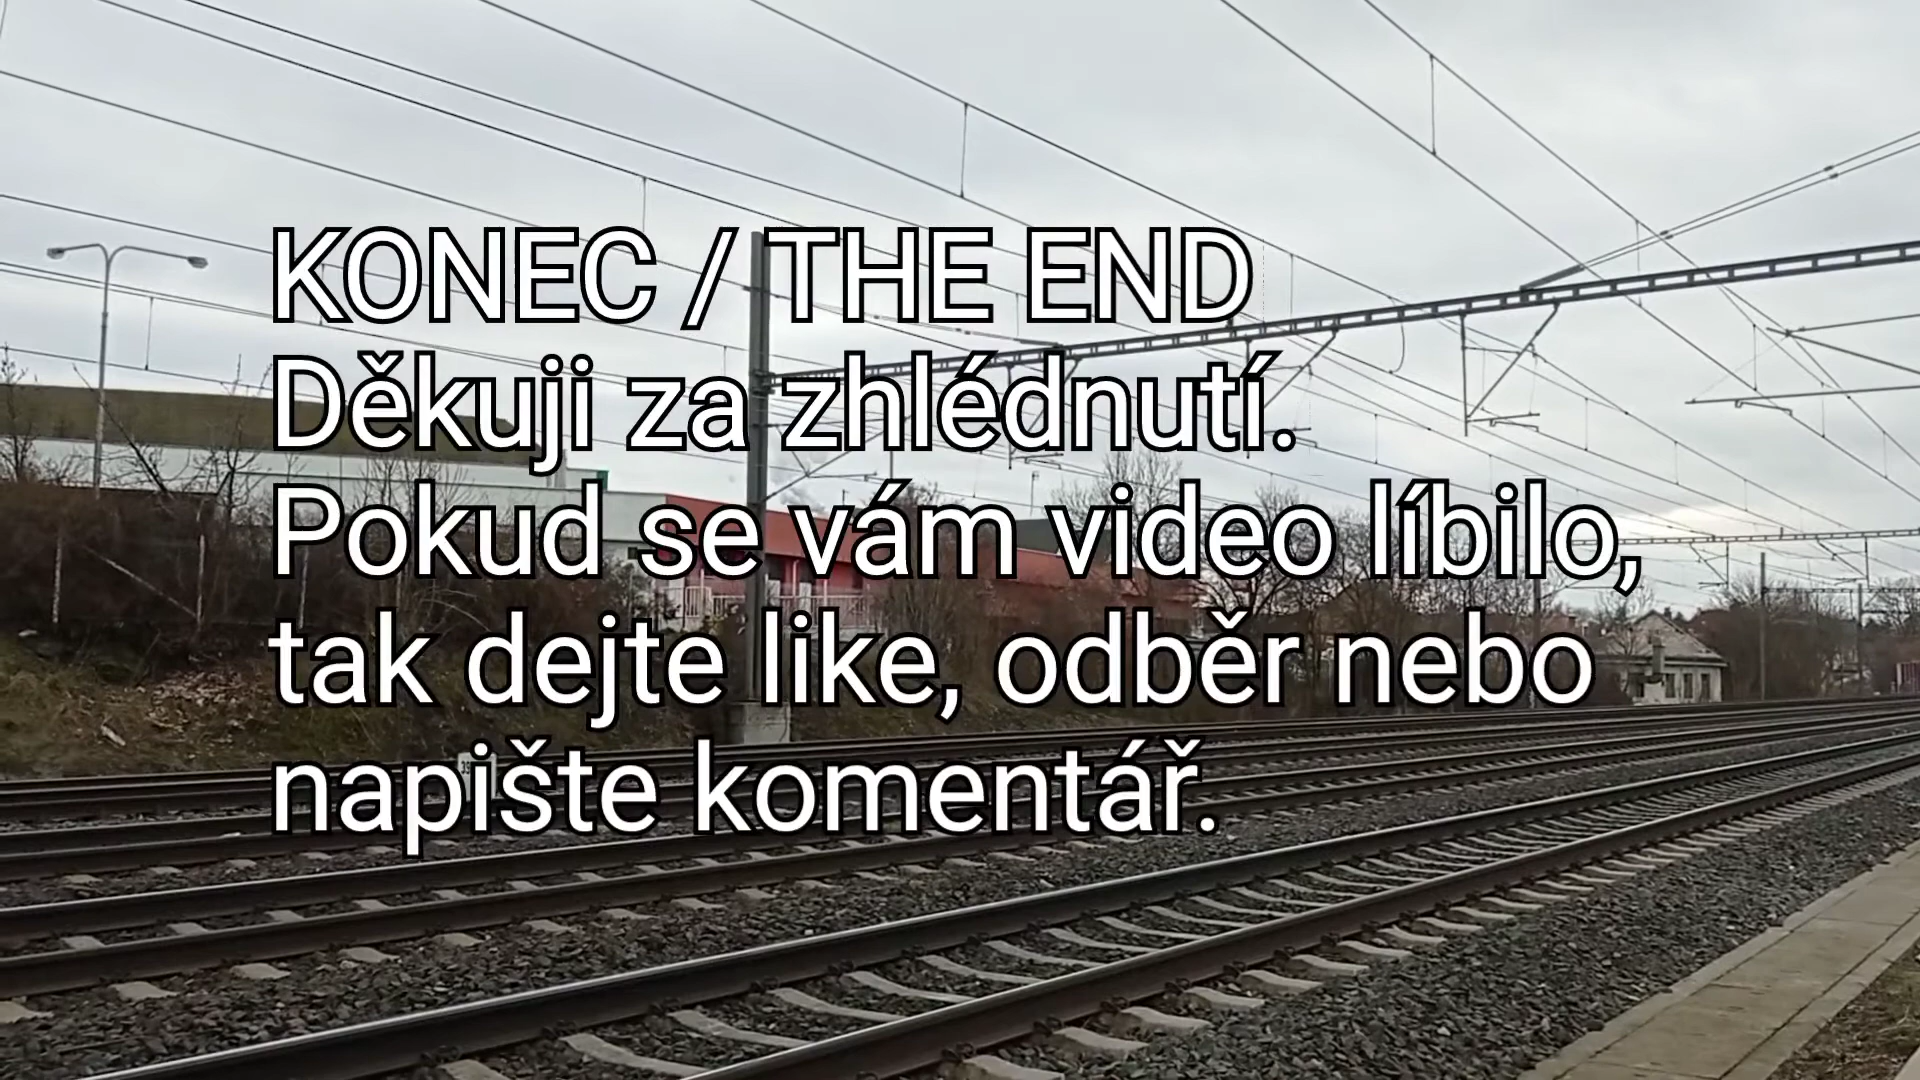 KONEC / THE END
Děkuji za zhlédnutí.
Pokud se vám video líbilo,
tak dejte like, odběr nebo
napište komentář.